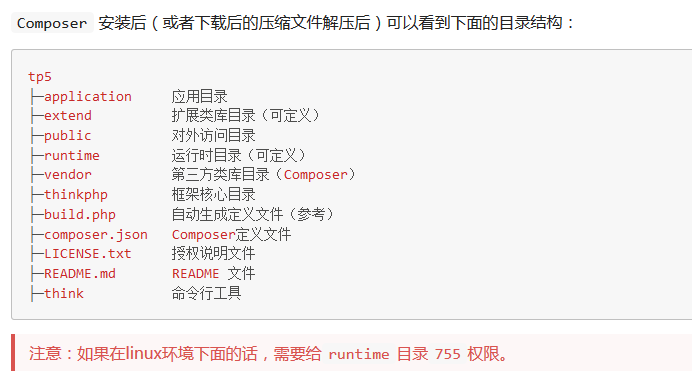 Composer 安装后（或者下载后的压缩文件解压后）可以看到下面的目录结构：
tp5
├─application 应用目录
├─extend 扩展类库目录（可定义）
├─public 对外访问目录
├─runtime 运行时目录（可定义）
├─vendor 第三方类库目录（Composer）
├─thinkphp 框架核心目录
├─build.php 自动生成定义文件（参考）
├─composer.json Composer定义文件
├─LICENSE.txt 授权说明文件
├─README.md README 文件
├─think 命令行工具
注意：如果在linux环境下面的话，需要给 runtime 目录 755 权限。